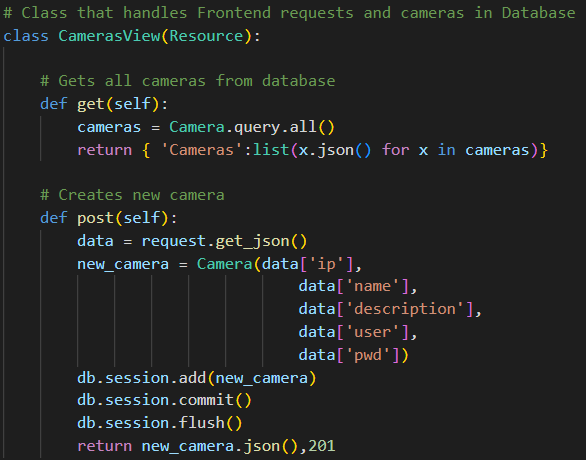 # Class that handles Frontend requests and cameras in Database
class CamerasView(Resource):
# Gets all cameras from database
def get(self):
cameras = Camera.query.all()
return { 'Cameras':list(x.json() for x in cameras)}
# Creates new camera
def post(self):
data = request.get_json()
new_camera = Camera(data['ip'],
data['name'],
data['description'],
data['user'],
data['pwd'])
db.session.add(new_camera)
db.session.commit()
db.session.flush()
return new_camera.json(),201